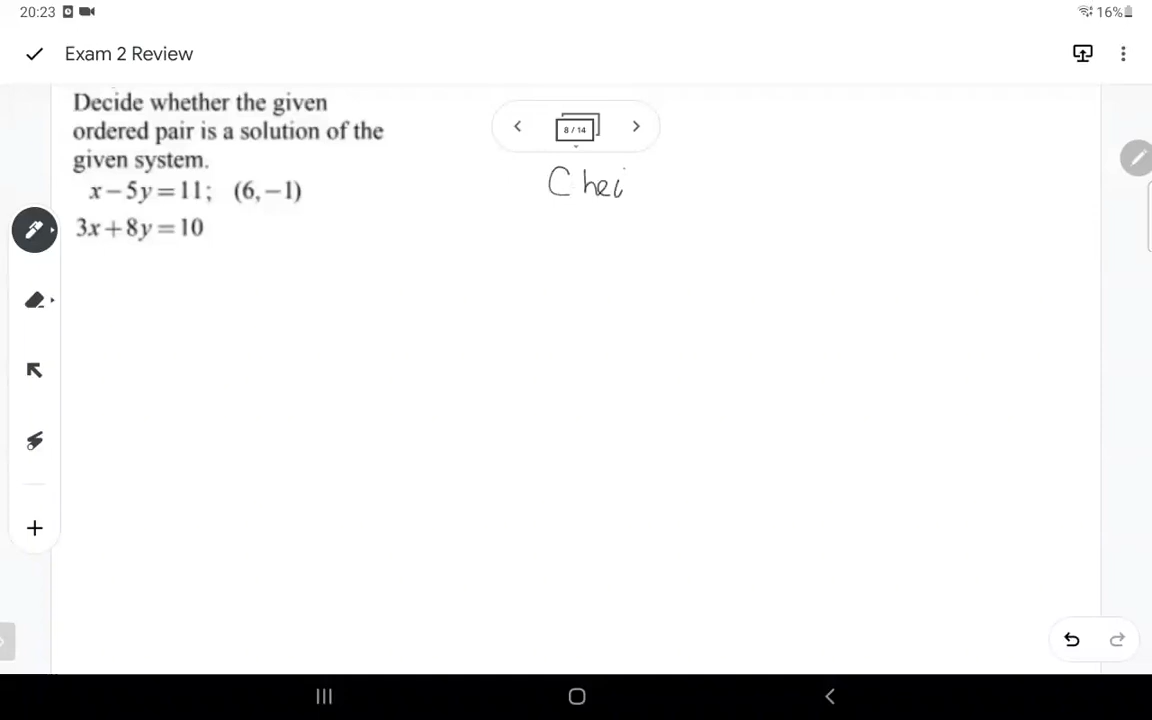 20:23 16%
Exam 2 Review
Decide whether the given
ordered pair is a solution of the
given system.
x − 5y = 11; (6, −1)
3x + 8y = 10
8 / 14
Chei